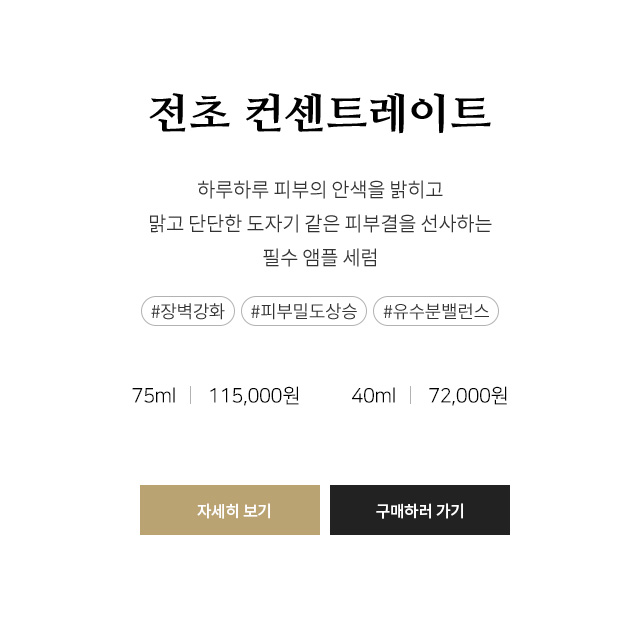 전초 컨센트레이트
하루하루 피부의 안색을 밝히고
맑고 단단한 도자기 같은 피부결을 선사하는
필수 앰플 세럼
#장벽강화 #피부밀도상승 #유수분밸런스
75ml | 115,000원 40ml | 72,000원
자세히 보기 구매하러 가기